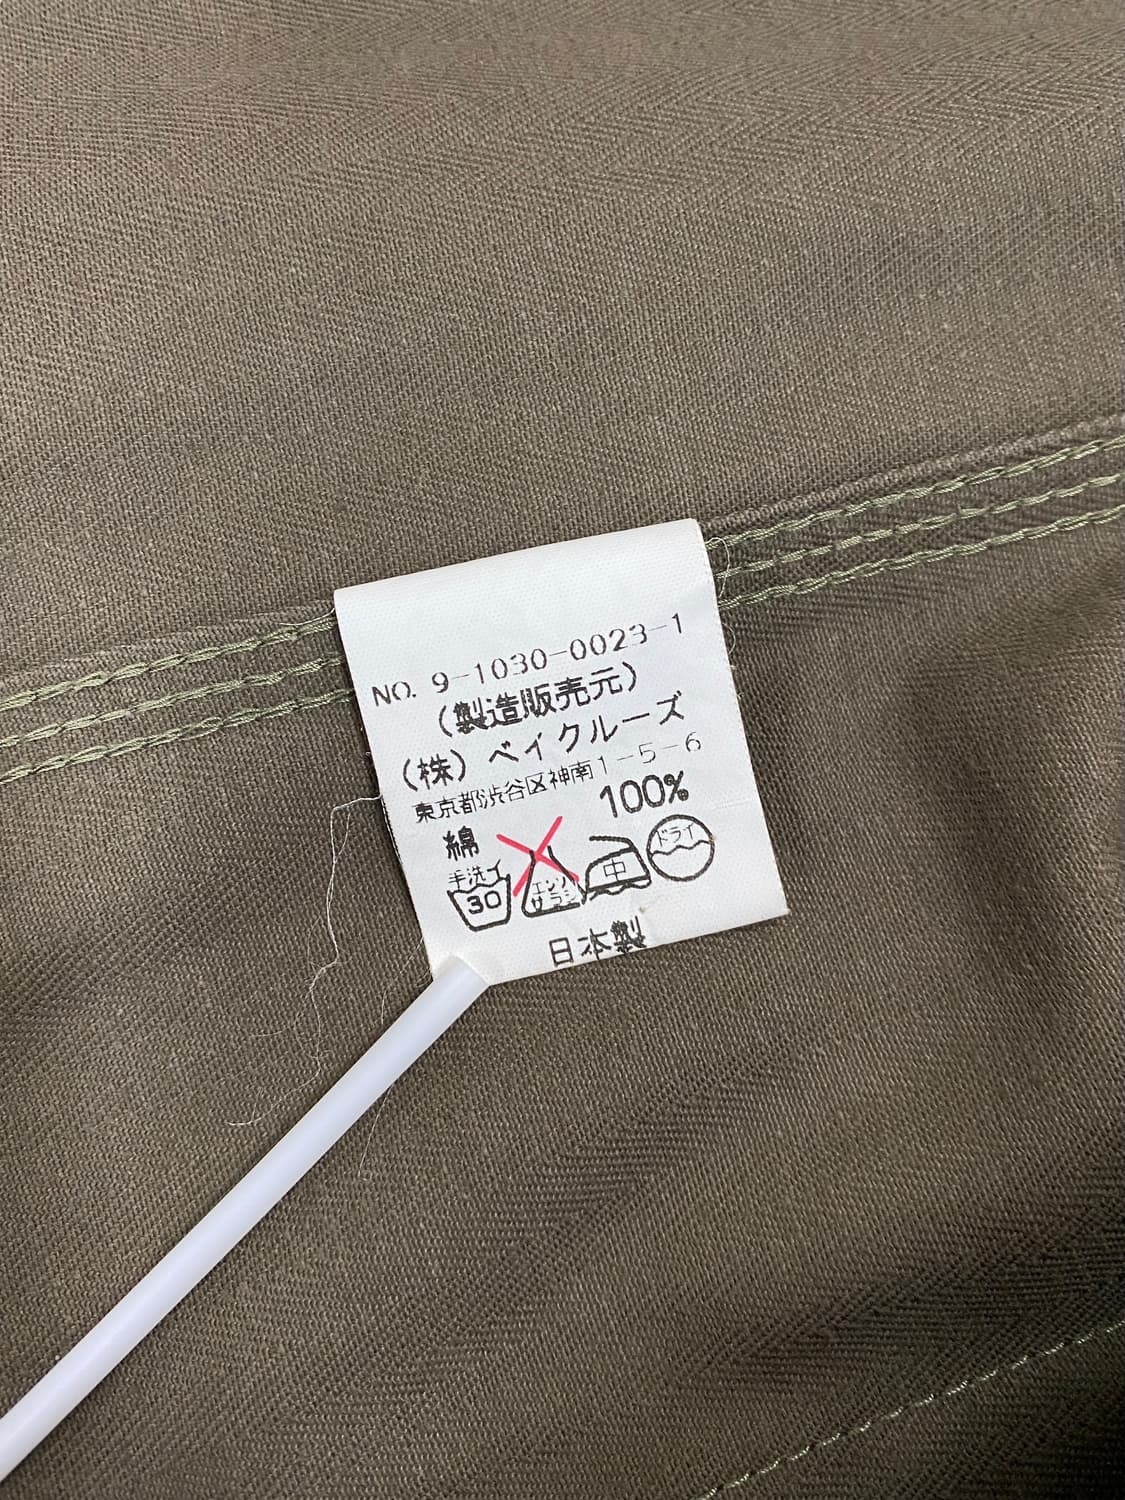 NO. 9-1030-0023-1
(製造販売元)
(株)ベイクルーズ
東京都渋谷区神南1-5-6
綿 100%
手洗イ
30
エンソ
サラシ
中
ドライ
日本製